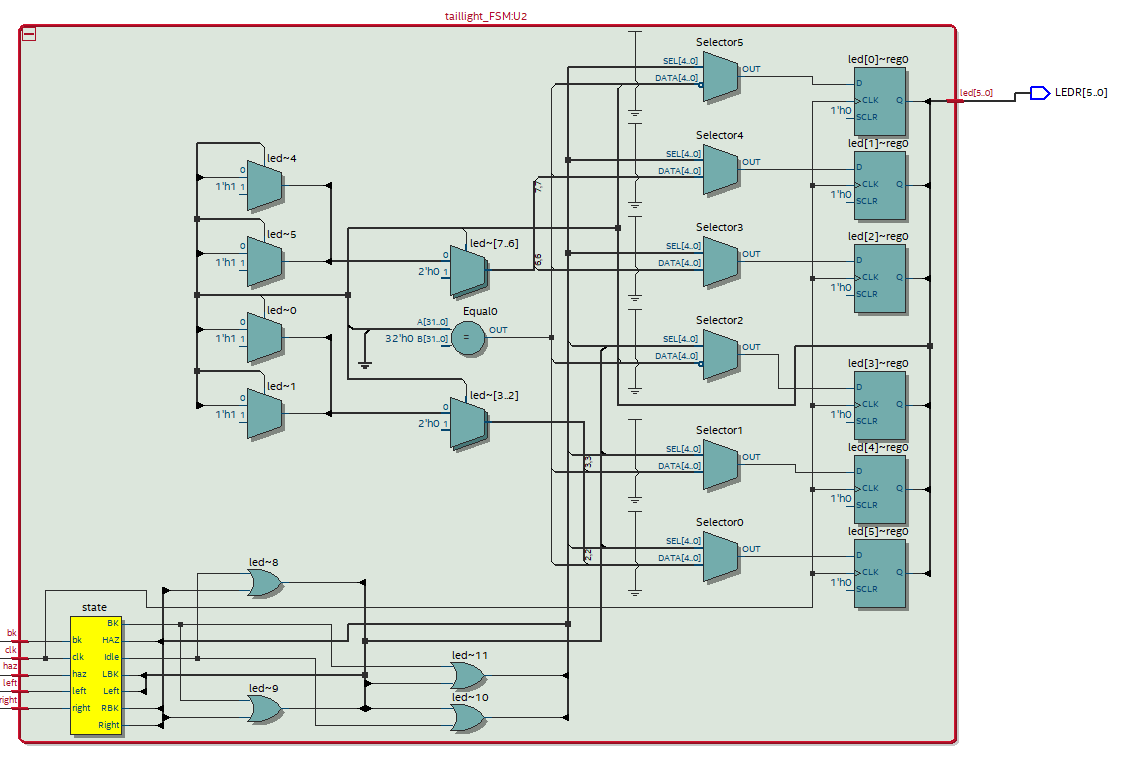 taillight_FSM:U2
Selector5
SEL[4..0]
DATA[4..0]
OUT
led[0]~reg0
D
CLK
Q
1'h0
SCLR
led[5..0]
LEDR[5..0]
Selector4
SEL[4..0]
DATA[4..0]
OUT
7,7
led[1]~reg0
D
CLK
Q
1'h0
SCLR
led~4
0
1'h1
1
led~5
0
1'h1
1
led~[7..6]
0
2'h0
1
6,6
Selector3
SEL[4..0]
DATA[4..0]
OUT
led[2]~reg0
D
CLK
Q
1'h0
SCLR
led~0
0
1'h1
1
Equal0
A[31..0]
32'h0
B[31..0]
=
OUT
Selector2
SEL[4..0]
DATA[4..0]
OUT
led[3]~reg0
D
CLK
Q
1'h0
SCLR
led~1
0
1'h1
1
led~[3..2]
0
2'h0
1
3,3
Selector1
SEL[4..0]
DATA[4..0]
OUT
led[4]~reg0
D
CLK
Q
1'h0
SCLR
2,2
Selector0
SEL[4..0]
DATA[4..0]
OUT
led[5]~reg0
D
CLK
Q
1'h0
SCLR
led~8
state
bk
clk
haz
left
right
bk
clk
haz
left
right
BK
HAZ
Idle
LBK
Left
RBK
Right
led~9
led~11
led~10